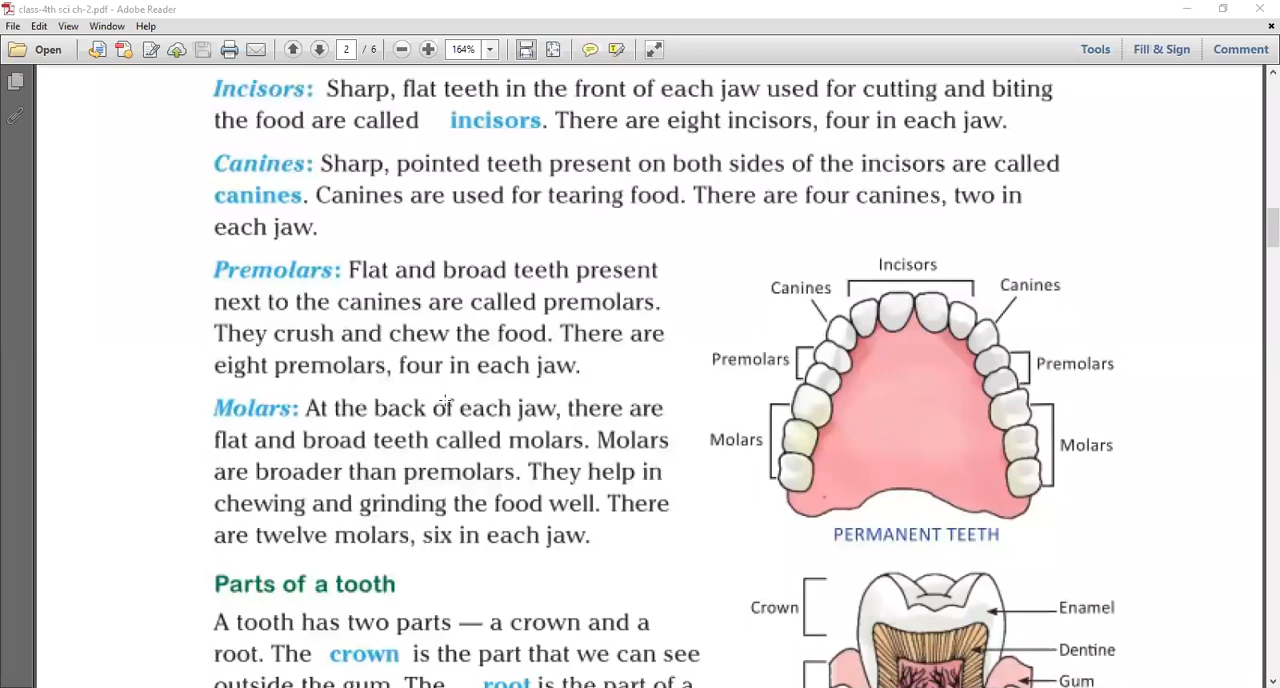 class-4th sci ch-2.pdf - Adobe Reader
File Edit View Window Help
Open 2 / 6 164% Tools Fill & Sign Comment
Incisors: Sharp, flat teeth in the front of each jaw used for cutting and biting
the food are called incisors. There are eight incisors, four in each jaw.
Canines: Sharp, pointed teeth present on both sides of the incisors are called
canines. Canines are used for tearing food. There are four canines, two in
each jaw.
Premolars: Flat and broad teeth present
next to the canines are called premolars.
They crush and chew the food. There are
eight premolars, four in each jaw.
Molars: At the back of each jaw, there are
flat and broad teeth called molars. Molars
are broader than premolars. They help in
chewing and grinding the food well. There
are twelve molars, six in each jaw.
Incisors
Canines Canines
Premolars Premolars
Molars Molars
PERMANENT TEETH
Parts of a tooth
A tooth has two parts — a crown and a
root. The crown is the part that we can see
outside the gum. The root is the part of a
Crown Enamel
Dentine
Gum